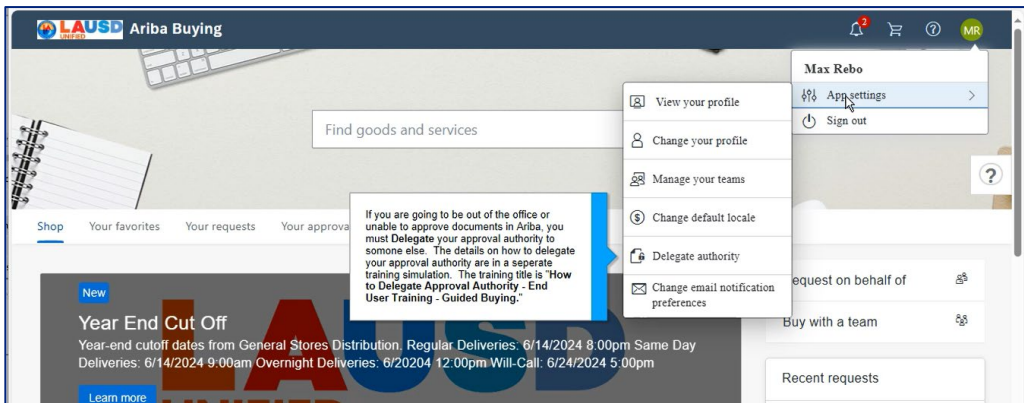 LAUSD Ariba Buying
UNIFIED
2
MR
Max Rebo
App settings
Sign out
View your profile
Change your profile
Manage your teams
Change default locale
Delegate authority
Change email notification
preferences
Find goods and services
?
Shop Your favorites Your requests Your approva
If you are going to be out of the office or
unable to approve documents in Ariba, you
must Delegate your approval authority to
somone else. The details on how to delegate
your approval authority are in a seperate
training simulation. The training title is "How
to Delegate Approval Authority - End
User Training - Guided Buying."
New
Year End Cut Off
Year-end cutoff dates from General Stores Distribution. Regular Deliveries: 6/14/2024 8:00pm Same Day
Deliveries: 6/14/2024 9:00am Overnight Deliveries: 6/20204 12:00pm Will-Call: 6/24/2024 5:00pm
Learn more
LAUSD
UNIFIED
equest on behalf of
Buy with a team
Recent requests